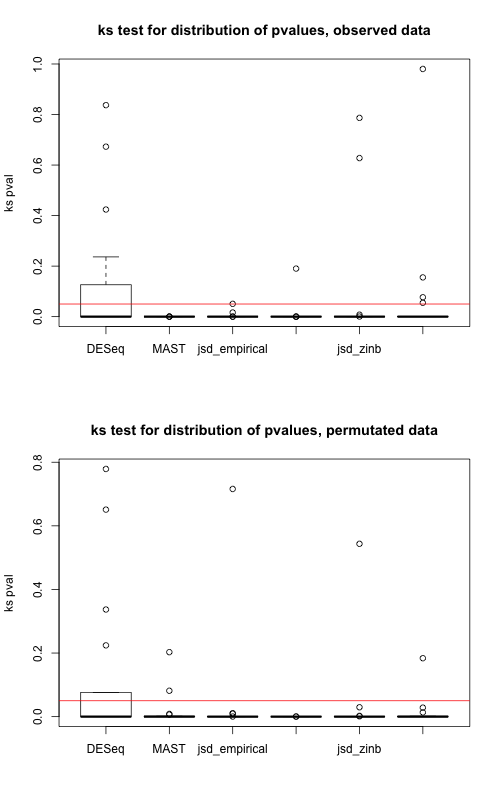 ks test for distribution of pvalues, observed data
1.0
0.8
0.6
0.4
0.2
0.0
ks pval
DESeq MAST jsd_empirical jsd_zinb
ks test for distribution of pvalues, permutated data
0.8
0.6
0.4
0.2
0.0
ks pval
DESeq MAST jsd_empirical jsd_zinb